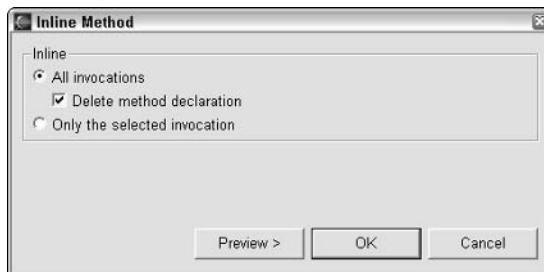 Inline Method
Inline
All invocations
Delete method declaration
Only the selected invocation
Preview >
OK
Cancel